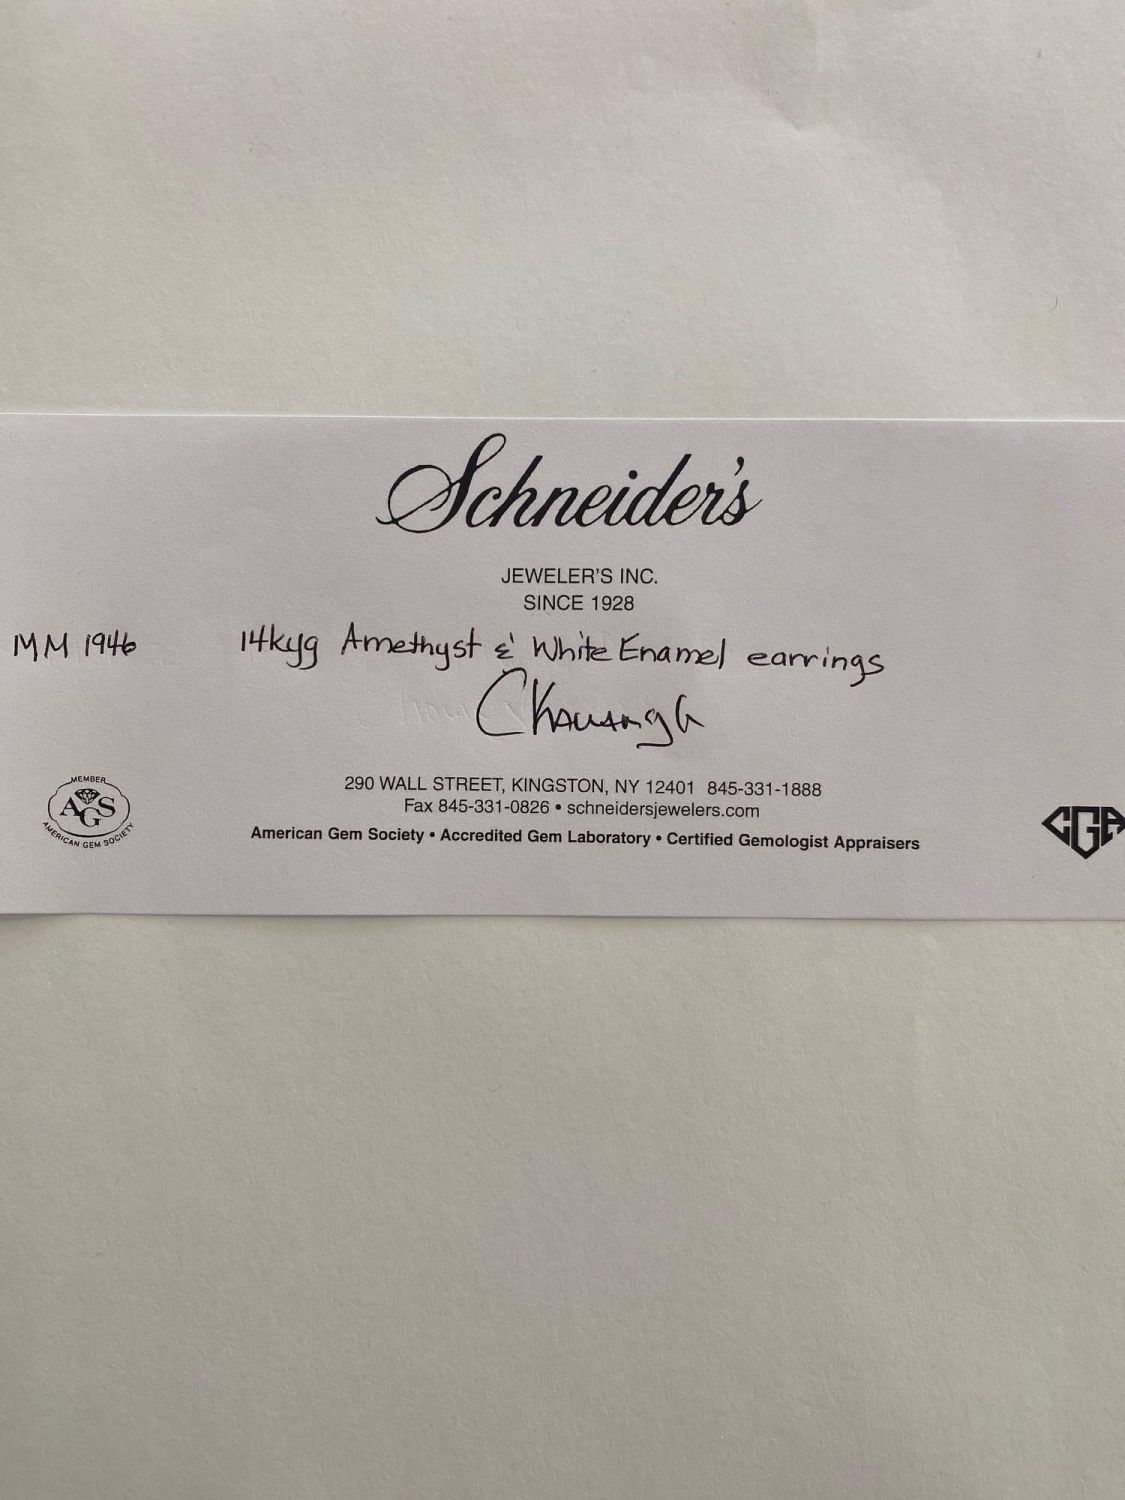 Schneider's
JEWELER'S INC.
SINCE 1928
MM 1946 14kyg Amethyst & White Enamel earrings
CKavanagh
290 WALL STREET, KINGSTON, NY 12401 845-331-1888
Fax 845-331-0826 • schneidersjewelers.com
American Gem Society • Accredited Gem Laboratory • Certified Gemologist Appraisers
MEMBER
AGS
AMERICAN GEM SOCIETY
CGA